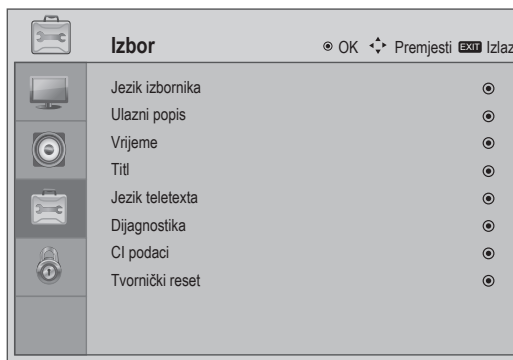 Izbor OK Premjesti EXIT Izlaz
Jezik izbornika
Ulazni popis
Vrijeme
Titl
Jezik teletexta
Dijagnostika
CI podaci
Tvornički reset